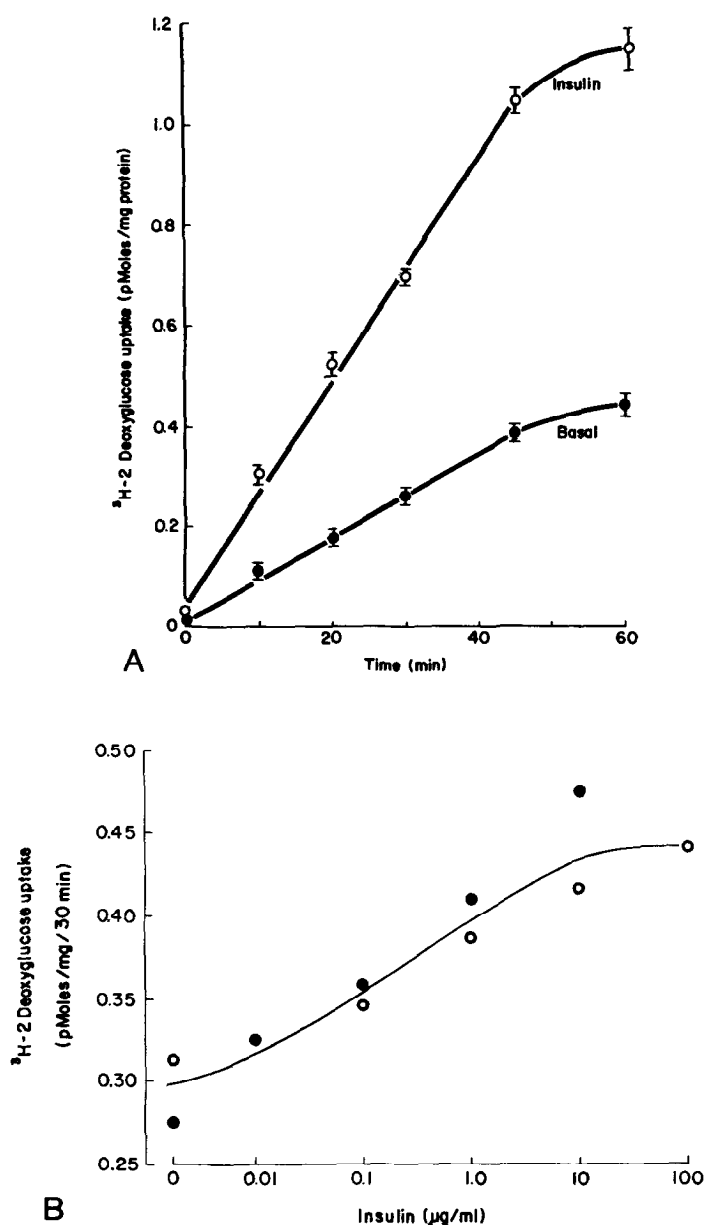 1.2
1.0
0.8
0.6
0.4
0.2
0
³H-2 Deoxyglucose uptake (pMoles/mg protein)
Insulin
Basal
0 20 40 60
Time (min)
A
0.50
0.45
0.40
0.35
0.30
0.25
³H-2 Deoxyglucose uptake
(pMoles/mg/30 min)
0 0.01 0.1 1.0 10 100
Insulin (µg/ml)
B